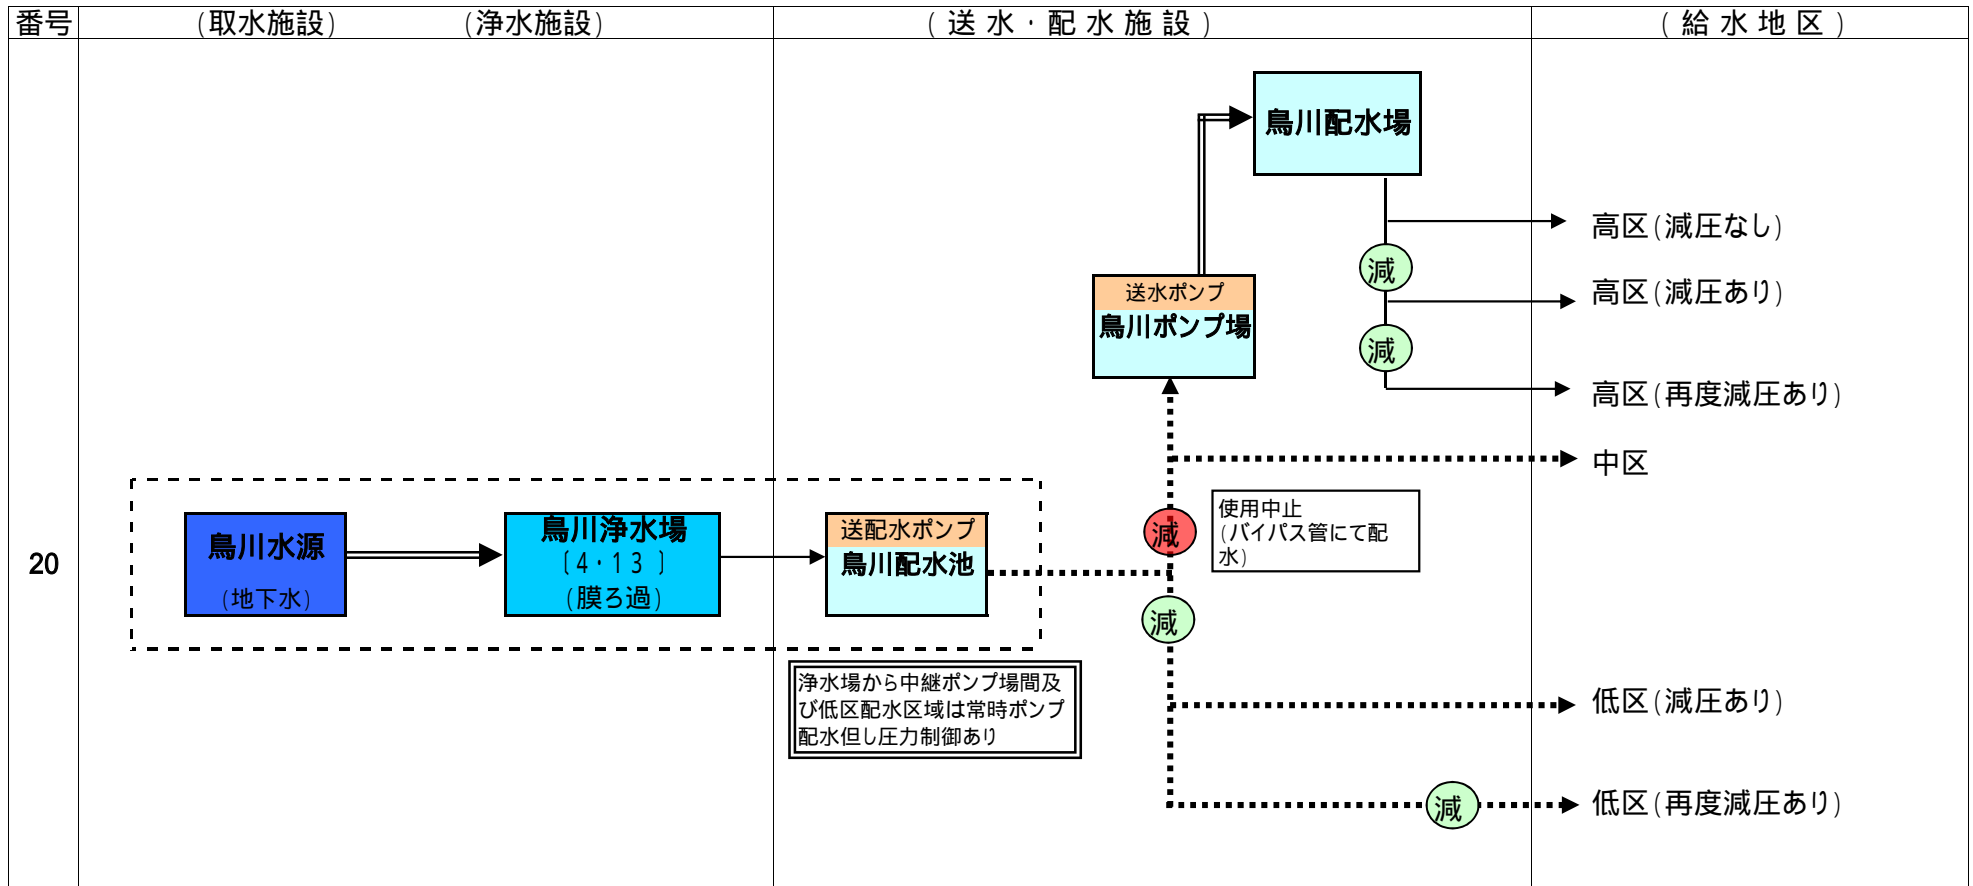 番号
(取水施設)
(浄水施設)
(送水・配水施設)
(給水地区)
鳥川配水場
高区(減圧なし)
減
送水ポンプ
高区(減圧あり)
鳥川ポンプ場
減
高区(再度減圧あり)
中区
使用中止
(バイパス管にて配
水)
減
20
鳥川水源
(地下水)
鳥川浄水場
〔4・13〕
(膜ろ過)
送配水ポンプ
鳥川配水池
減
浄水場から中継ポンプ場間及
び低区配水区域は常時ポンプ
配水但し圧力制御あり
低区(減圧あり)
減
低区(再度減圧あり)